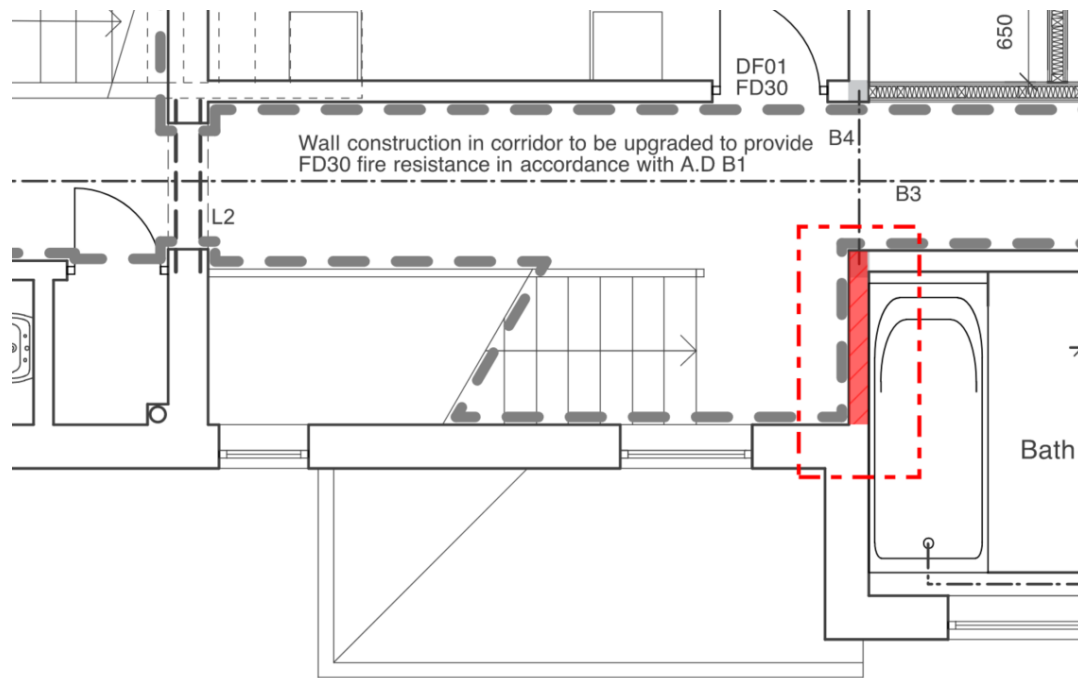 650
DF01
FD30
Wall construction in corridor to be upgraded to provide
FD30 fire resistance in accordance with A.D B1
B4
B3
L2
Bath